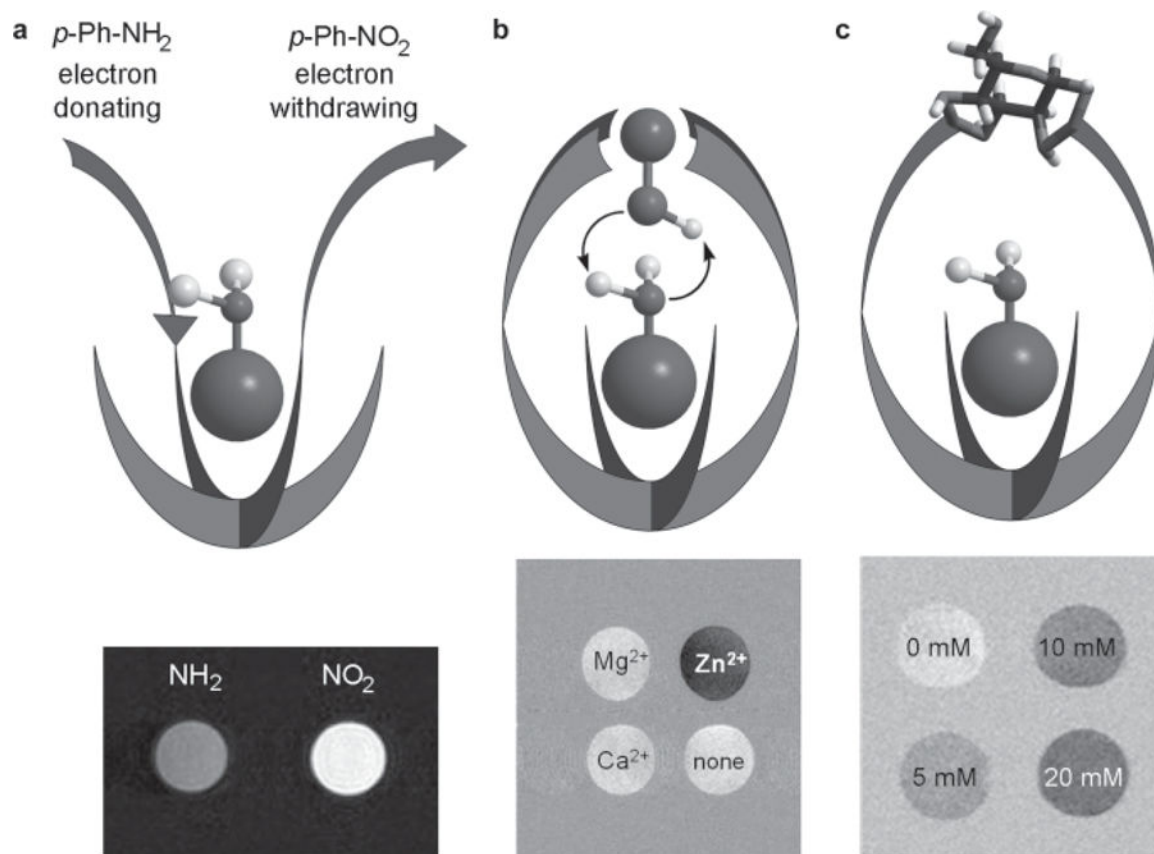 a
p-Ph-NH₂
electron
donating
p-Ph-NO₂
electron
withdrawing
NH₂
NO₂
b
Mg²⁺
Zn²⁺
Ca²⁺
none
c
0 mM
10 mM
5 mM
20 mM